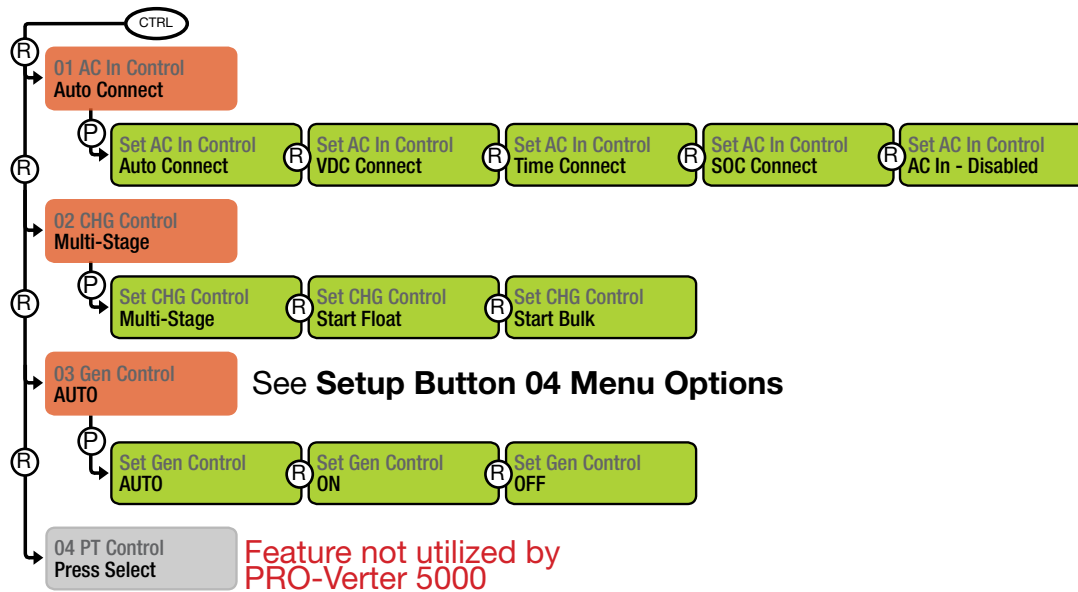 CTRL
R
01 AC In Control
Auto Connect
P
Set AC In Control
Auto Connect
R
Set AC In Control
VDC Connect
R
Set AC In Control
Time Connect
R
Set AC In Control
SOC Connect
R
Set AC In Control
AC In - Disabled
R
02 CHG Control
Multi-Stage
P
Set CHG Control
Multi-Stage
R
Set CHG Control
Start Float
R
Set CHG Control
Start Bulk
R
03 Gen Control
AUTO
See Setup Button 04 Menu Options
P
Set Gen Control
AUTO
R
Set Gen Control
ON
R
Set Gen Control
OFF
R
04 PT Control
Press Select
Feature not utilized by
PRO-Verter 5000